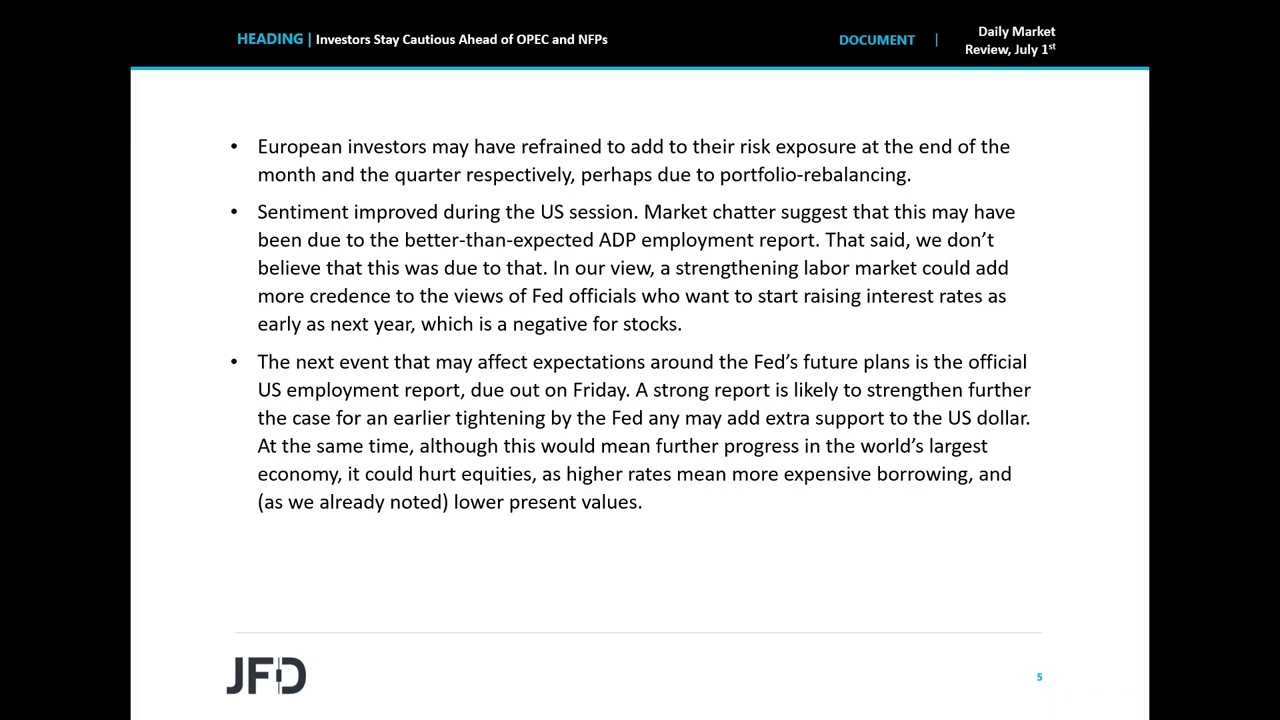 HEADING | Investors Stay Cautious Ahead of OPEC and NFPs
DOCUMENT | Daily Market
Review, July 1st
• European investors may have refrained to add to their risk exposure at the end of the
month and the quarter respectively, perhaps due to portfolio-rebalancing.
• Sentiment improved during the US session. Market chatter suggest that this may have
been due to the better-than-expected ADP employment report. That said, we don’t
believe that this was due to that. In our view, a strengthening labor market could add
more credence to the views of Fed officials who want to start raising interest rates as
early as next year, which is a negative for stocks.
• The next event that may affect expectations around the Fed’s future plans is the official
US employment report, due out on Friday. A strong report is likely to strengthen further
the case for an earlier tightening by the Fed any may add extra support to the US dollar.
At the same time, although this would mean further progress in the world’s largest
economy, it could hurt equities, as higher rates mean more expensive borrowing, and
(as we already noted) lower present values.
JFD
5